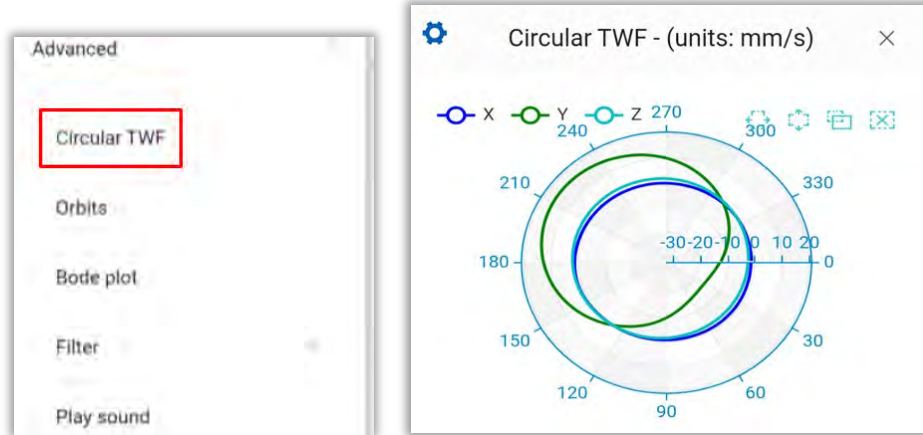 Advanced
Circular TWF
Orbits
Bode plot
Filter
Play sound
Circular TWF - (units: mm/s)
X Y Z
270
240 300
210 330
-30 -20 -10 0 10 20
180 0
150 30
120 60
90